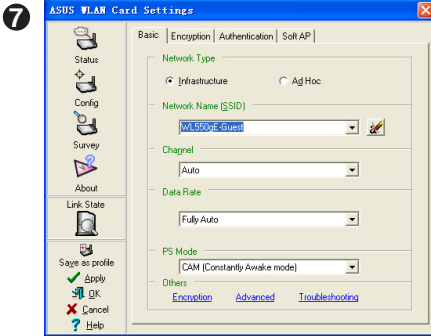 7
ASUS WLAN Card Settings
Status
Config
Survey
About
Link State
Save as profile
Apply
OK
Cancel
Help
Basic Encryption Authentication Soft AP
Network Type
Infrastructure Ad Hoc
Network Name (SSID)
WL550gE-Guest
Channel
Auto
Data Rate
Fully Auto
PS Mode
CAM (Constantly Awake mode)
Others
Encryption Advanced Troubleshooting